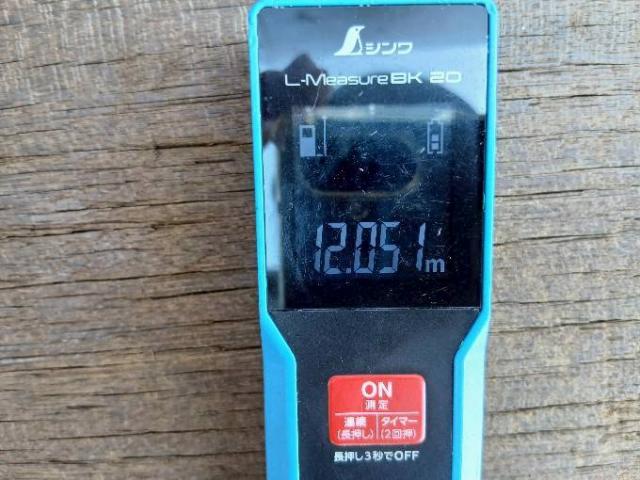 シンワ
L-Measure BK 20
12.051m
ON
測定
連続 タイマー
(長押し) (2回押)
長押し3秒でOFF